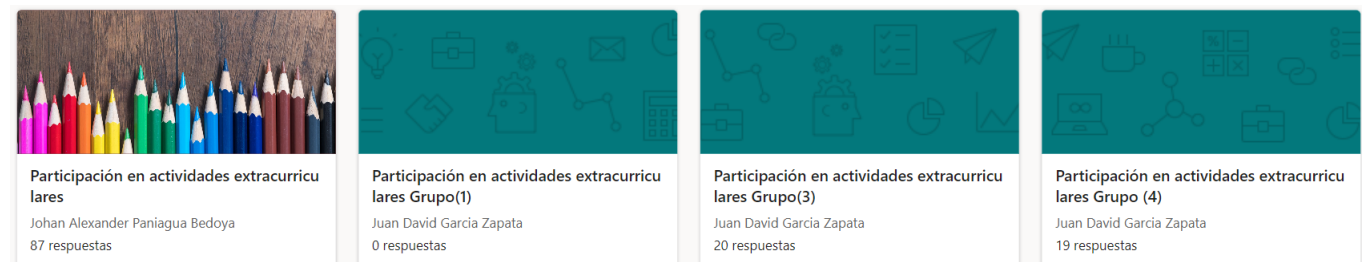 Participación en actividades extracurricu
lares
Johan Alexander Paniagua Bedoya
87 respuestas
Participación en actividades extracurricu
lares Grupo(1)
Juan David Garcia Zapata
0 respuestas
Participación en actividades extracurricu
lares Grupo(3)
Juan David Garcia Zapata
20 respuestas
Participación en actividades extracurricu
lares Grupo (4)
Juan David Garcia Zapata
19 respuestas